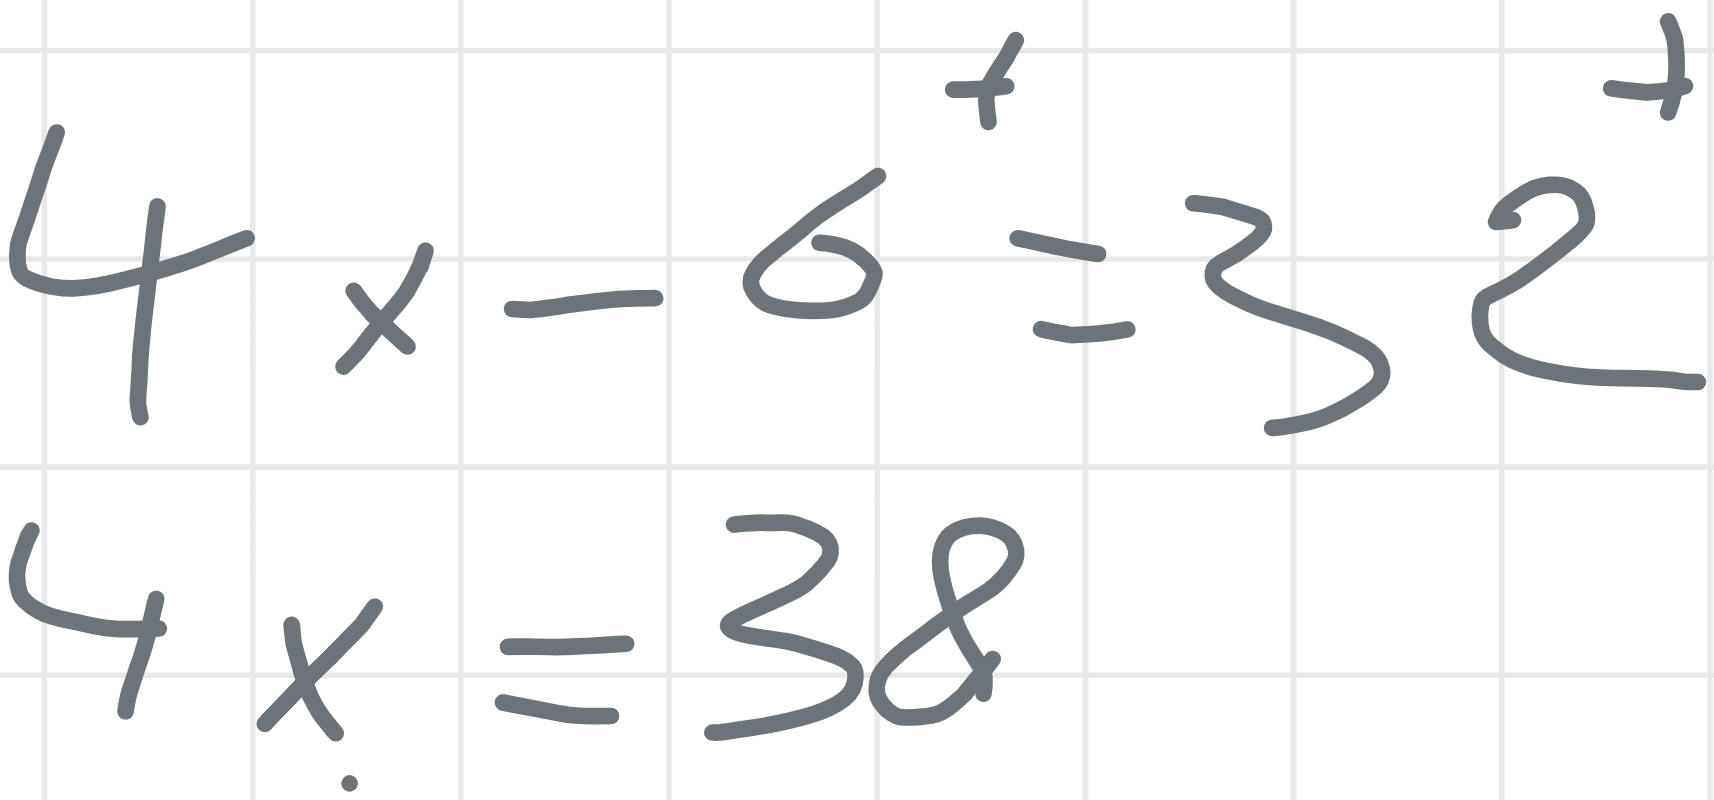 + +
4x - 6 = 32
4x = 38